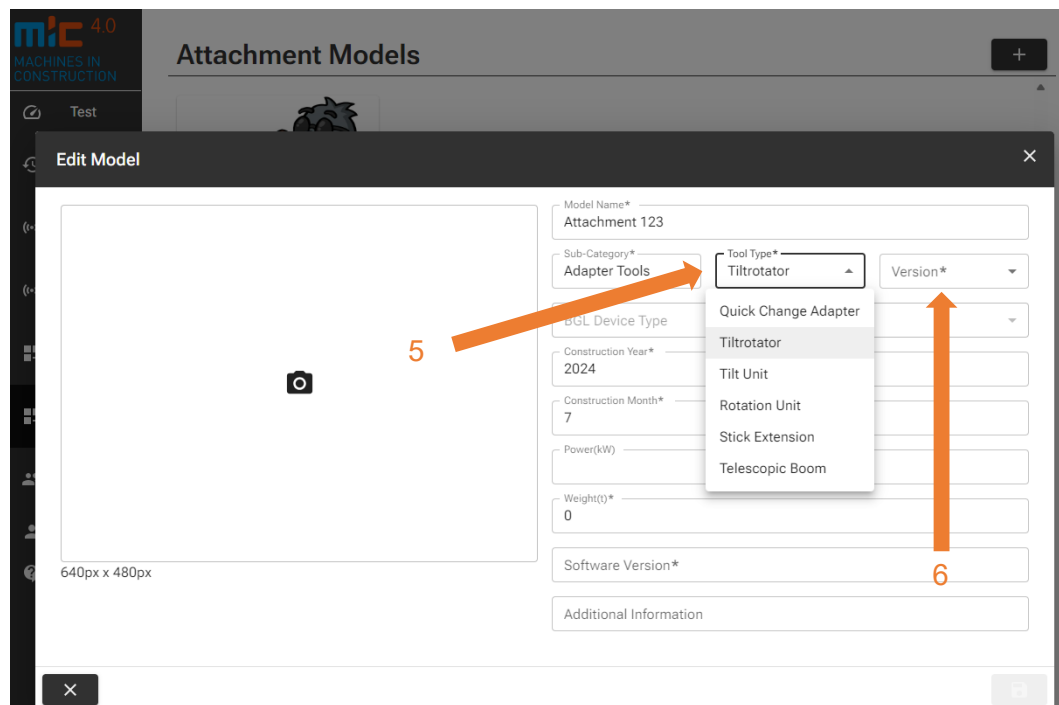 mic 4.0
MACHINES IN
CONSTRUCTION
Attachment Models
+
Test
Edit Model
Model Name*
Attachment 123
Sub-Category*
Adapter Tools
Tool Type*
Tiltrotator
Version*
Quick Change Adapter
Tiltrotator
Tilt Unit
Rotation Unit
Stick Extension
Telescopic Boom
BGL Device Type
Construction Year*
2024
Construction Month*
7
Power(kW)
Weight(t)*
0
Software Version*
Additional Information
640px x 480px
5
6